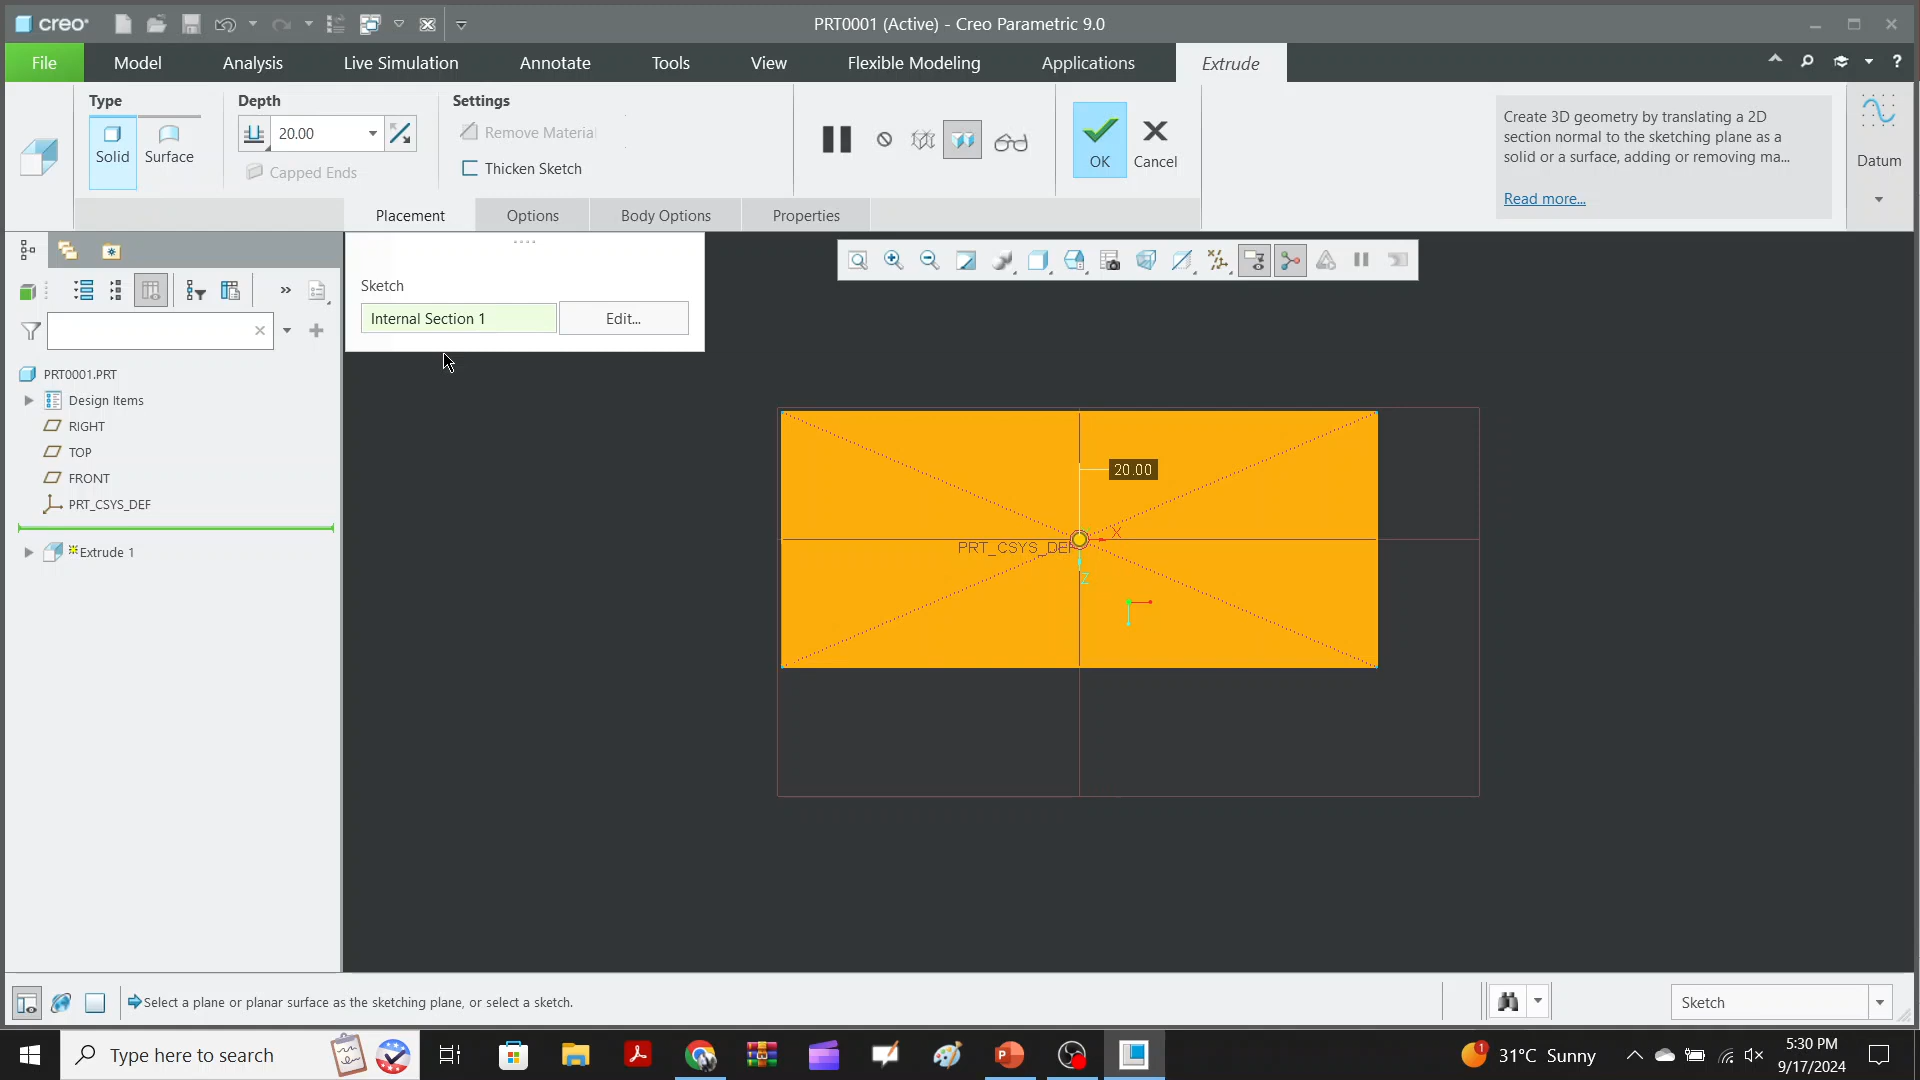 creo
PRT0001 (Active) - Creo Parametric 9.0
File
Model
Analysis
Live Simulation
Annotate
Tools
View
Flexible Modeling
Applications
Extrude
Type
Solid
Surface
Depth
20.00
Capped Ends
Settings
Remove Materia
Thicken Sketch
OK
Cancel
Create 3D geometry by translating a 2D
section normal to the sketching plane as a
solid or a surface, adding or removing ma...
Read more...
Datum
Placement
Options
Body Options
Properties
Sketch
Internal Section 1
Edit...
PRT0001.PRT
Design Items
RIGHT
TOP
FRONT
PRT_CSYS_DEF
Extrude 1
20.00
X
PRT_CSYS_DEF
Z
Select a plane or planar surface as the sketching plane, or select a sketch.
Sketch
Type here to search
31°C Sunny
5:30 PM
9/17/2024